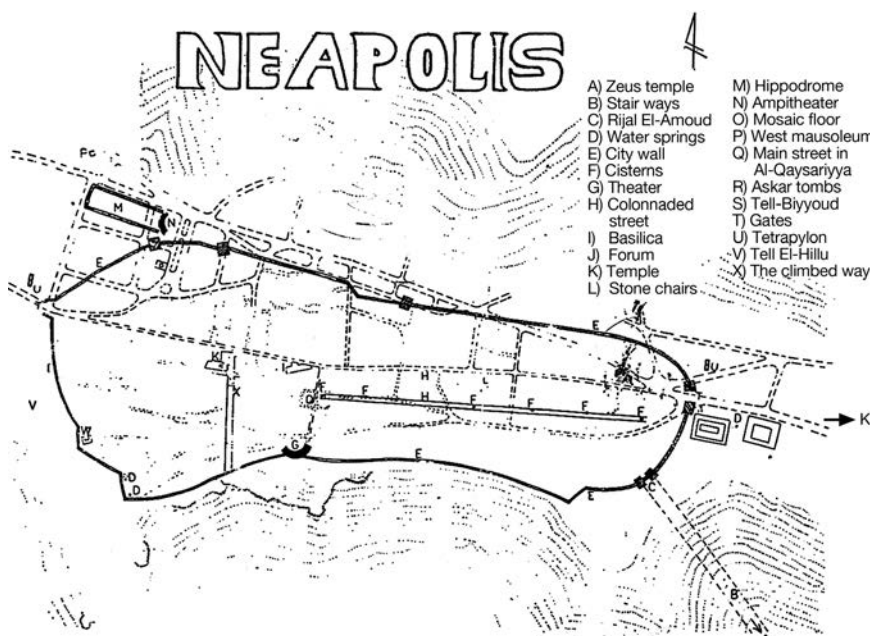 NEAPOLIS
A) Zeus temple
B) Stair ways
C) Rijal El-Amoud
D) Water springs
E) City wall
F) Cisterns
G) Theater
H) Colonnaded
street
I) Basilica
J) Forum
K) Temple
L) Stone chairs
M) Hippodrome
N) Ampitheater
O) Mosaic floor
P) West mausoleum
Q) Main street in
Al-Qaysariyya
R) Askar tombs
S) Tell-Biyyoud
T) Gates
U) Tetrapylon
V) Tell El-Hillu
X) The climbed way
M
N
E
U
E
U
K
H
L
X
F
F
H
F
F
F
E
D
K
V
G
E
D
D
E
C
B